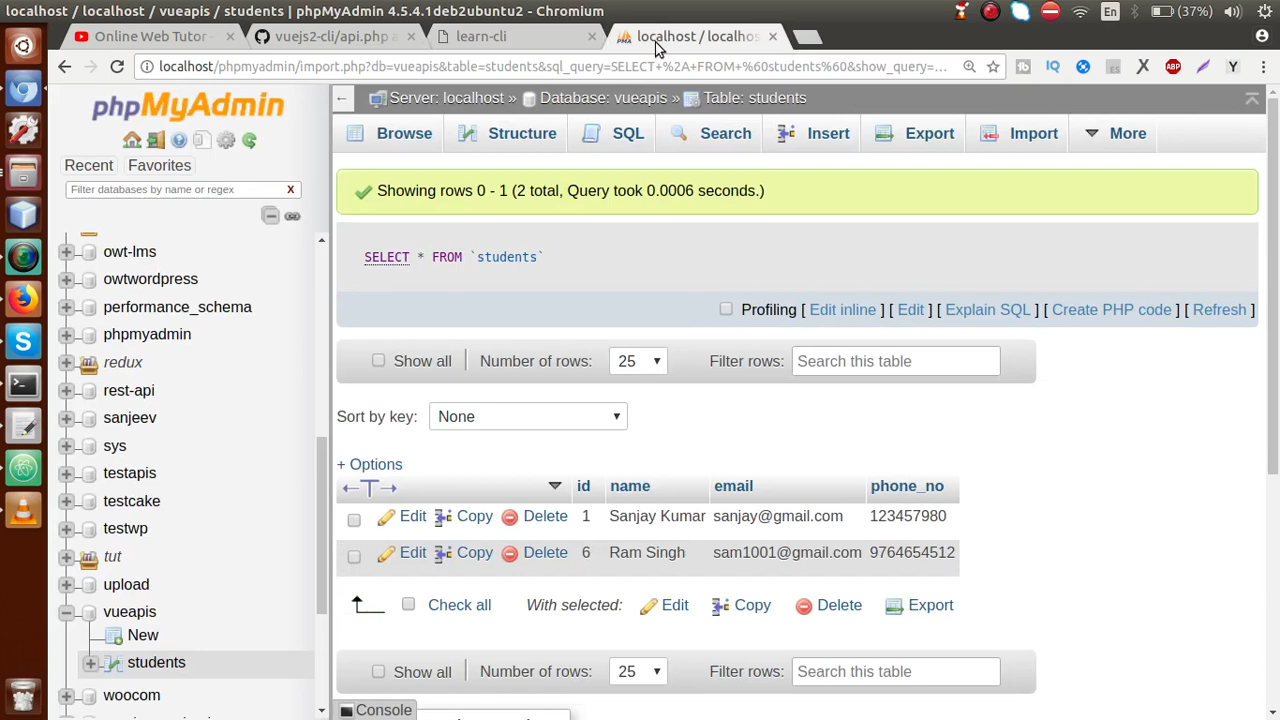 localhost / localhost / vueapis / students | phpMyAdmin 4.5.4.1deb2ubuntu2 - Chromium
En (37%)
Online Web Tutor - vuejs2-cli/api.php a learn-cli localhost / localhos
localhost/phpmyadmin/import.php?db=vueapis&table=students&sql_query=SELECT+%2A+FROM+%60students%60&show_query=...
phpMyAdmin
Server: localhost » Database: vueapis » Table: students
Browse Structure SQL Search Insert Export Import More
Recent Favorites
Filter databases by name or regex X
Showing rows 0 - 1 (2 total, Query took 0.0006 seconds.)
SELECT * FROM `students`
Profiling [ Edit inline ] [ Edit ] [ Explain SQL ] [ Create PHP code ] [ Refresh ]
Show all Number of rows: 25 Filter rows: Search this table
Sort by key: None
+ Options
id name email phone_no
Edit Copy Delete 1 Sanjay Kumar sanjay@gmail.com 123457980
Edit Copy Delete 6 Ram Singh sam1001@gmail.com 9764654512
Check all With selected: Edit Copy Delete Export
Show all Number of rows: 25 Filter rows: Search this table
Console
owt-lms
owtwordpress
performance_schema
phpmyadmin
redux
rest-api
sanjeev
sys
testapis
testcake
testwp
tut
upload
vueapis
New
students
woocom